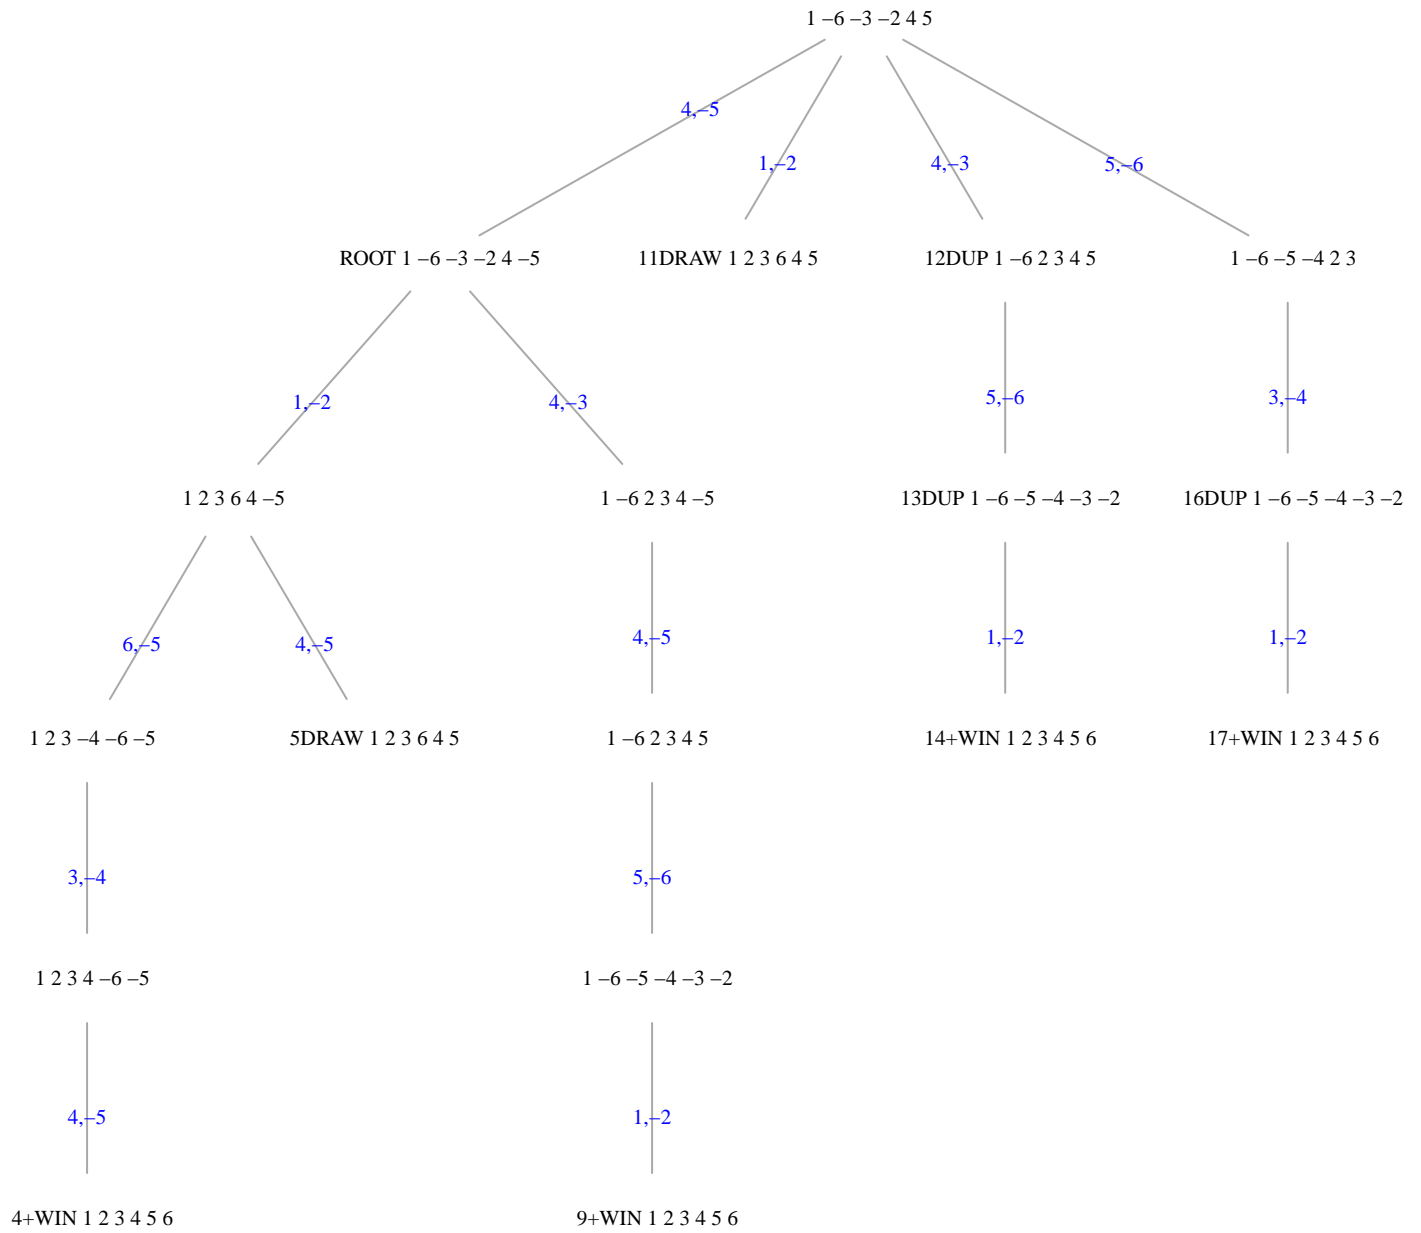 1 –6 –3 –2 4 5
4,–5
1,–2
4,–3
5,–6
ROOT 1 –6 –3 –2 4 –5
11DRAW 1 2 3 6 4 5
12DUP 1 –6 2 3 4 5
1 –6 –5 –4 2 3
1,–2
4,–3
5,–6
3,–4
1 2 3 6 4 –5
1 –6 2 3 4 –5
13DUP 1 –6 –5 –4 –3 –2
16DUP 1 –6 –5 –4 –3 –2
6,–5
4,–5
4,–5
1,–2
1,–2
1 2 3 –4 –6 –5
5DRAW 1 2 3 6 4 5
1 –6 2 3 4 5
14+WIN 1 2 3 4 5 6
17+WIN 1 2 3 4 5 6
3,–4
5,–6
1 2 3 4 –6 –5
1 –6 –5 –4 –3 –2
4,–5
1,–2
4+WIN 1 2 3 4 5 6
9+WIN 1 2 3 4 5 6